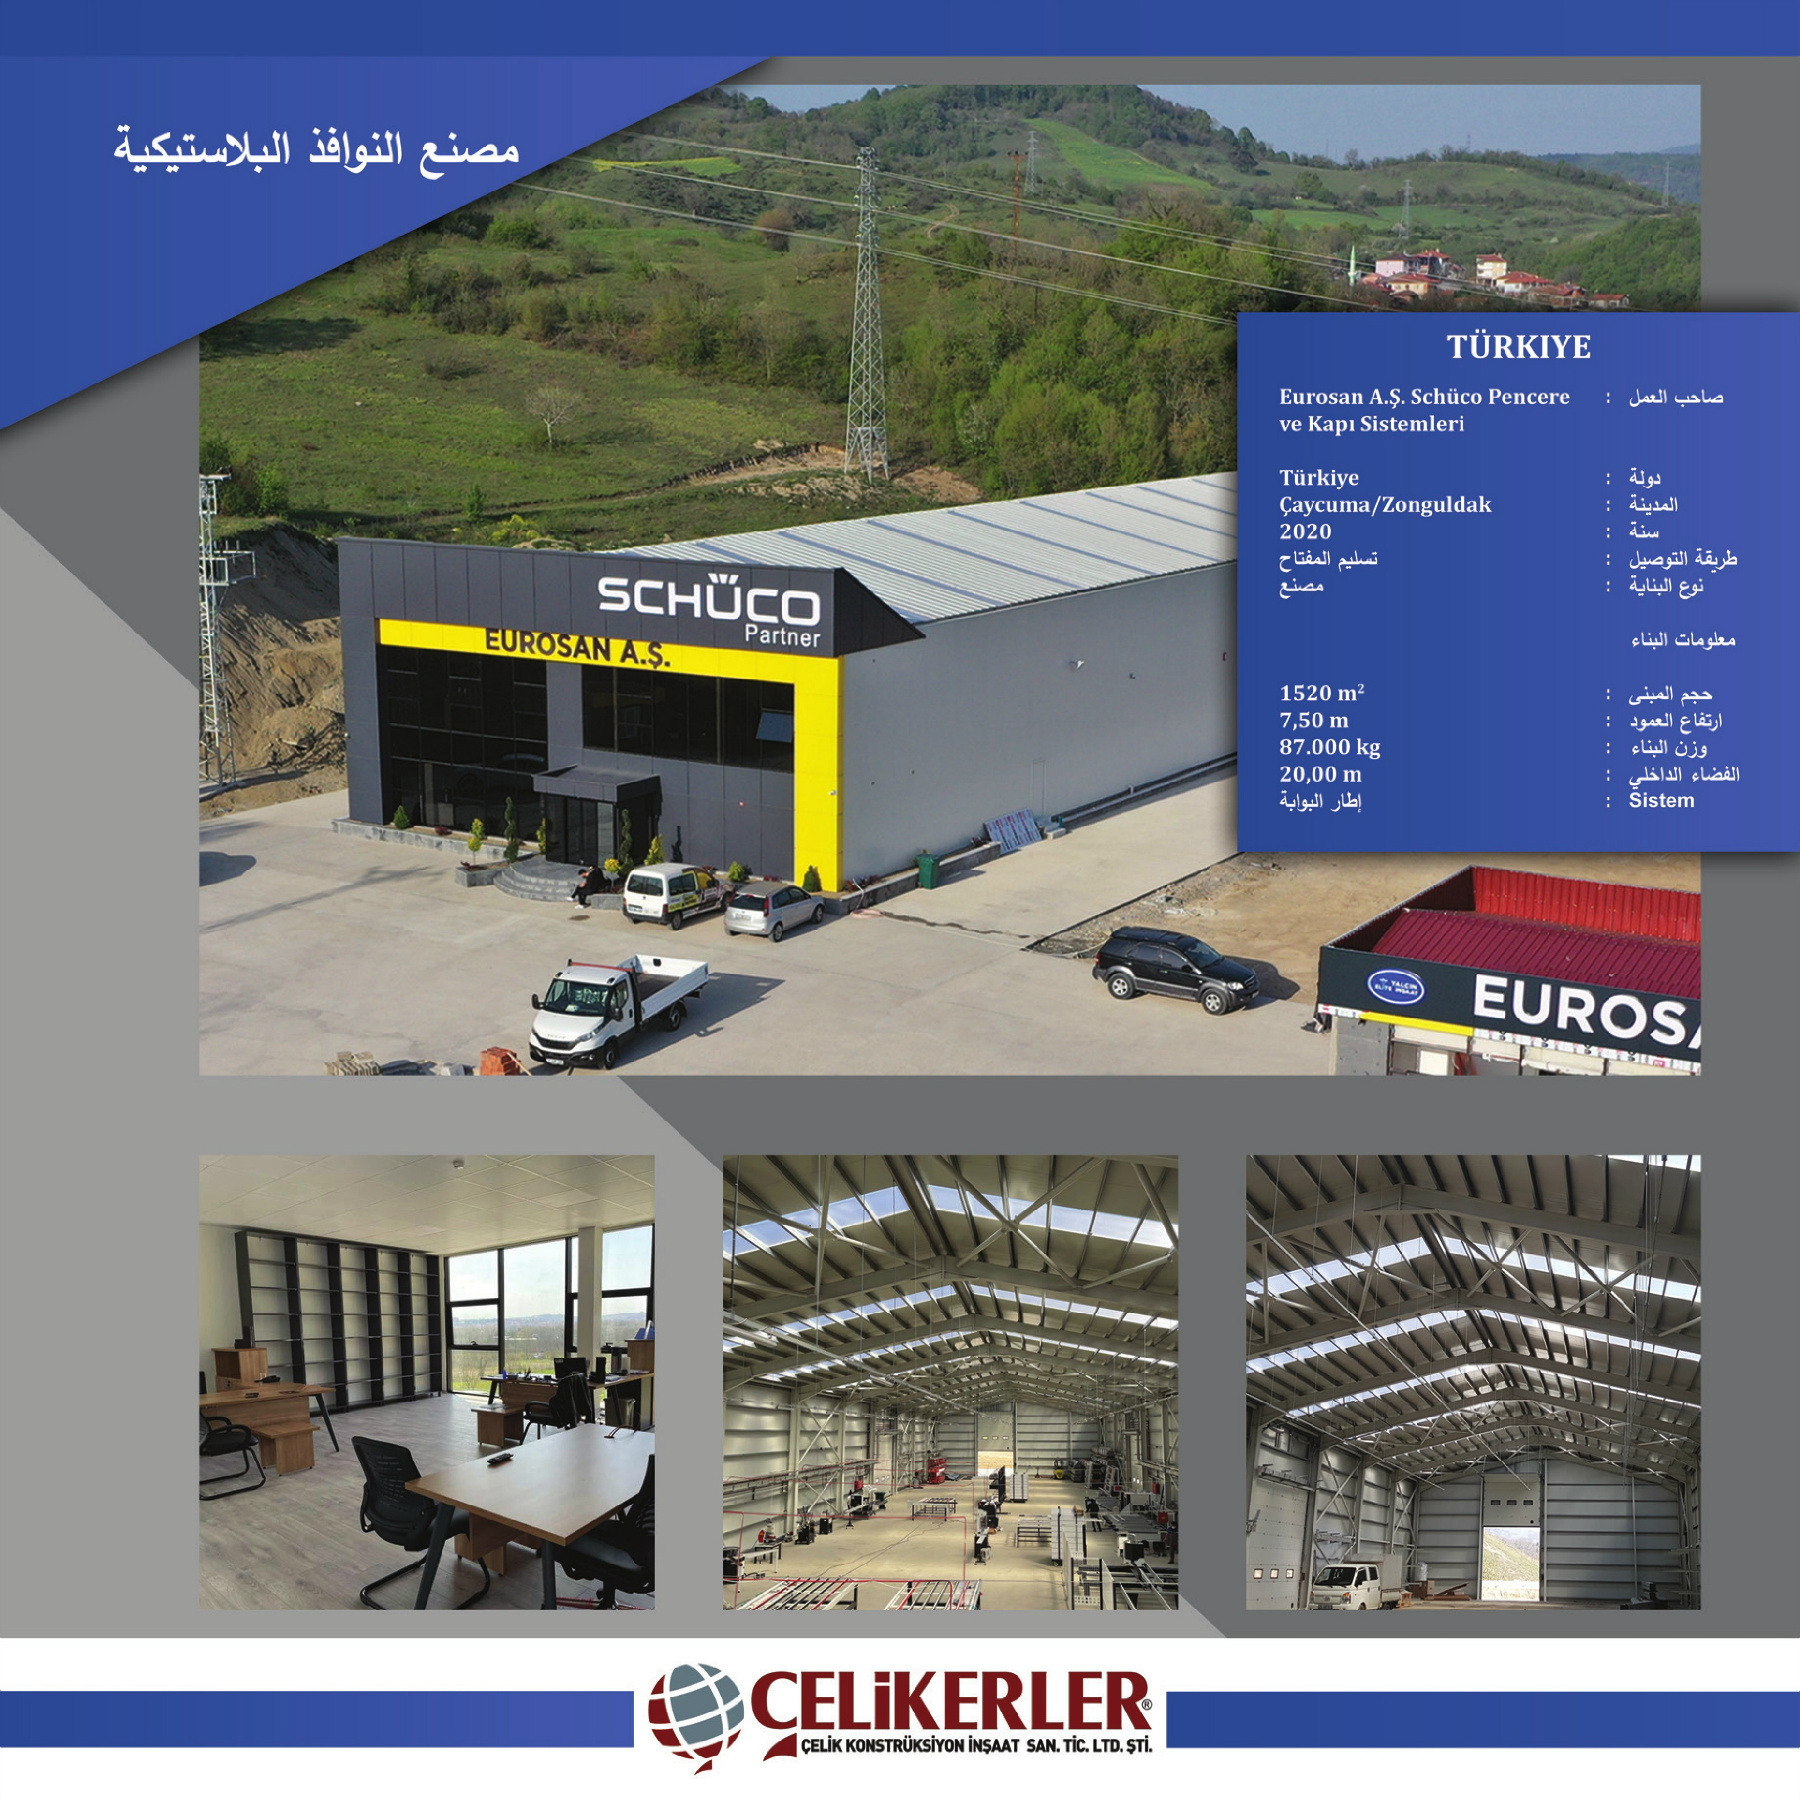 مصنع النوافذ البلاستيكية
TÜRKIYE
Eurosan A.Ş. Schüco Pencere : صاحب العمل
ve Kapı Sistemleri
Türkiye : دولة
Çaycuma/Zonguldak : المدينة
2020 : سنة
تسليم المفتاح : طريقة التوصيل
مصنع : نوع البناية
معلومات البناء
1520 m² : حجم المبنى
7,50 m : ارتفاع العمود
87.000 kg : وزن البناء
20,00 m : الفضاء الداخلي
إطار البوابة : Sistem
SCHÜCO
Partner
EUROSAN A.Ş.
YALÇIN
EUROSA
ÇELİKERLER®
ÇELİK KONSTRÜKSİYON İNŞAAT SAN. TİC. LTD. ŞTİ.